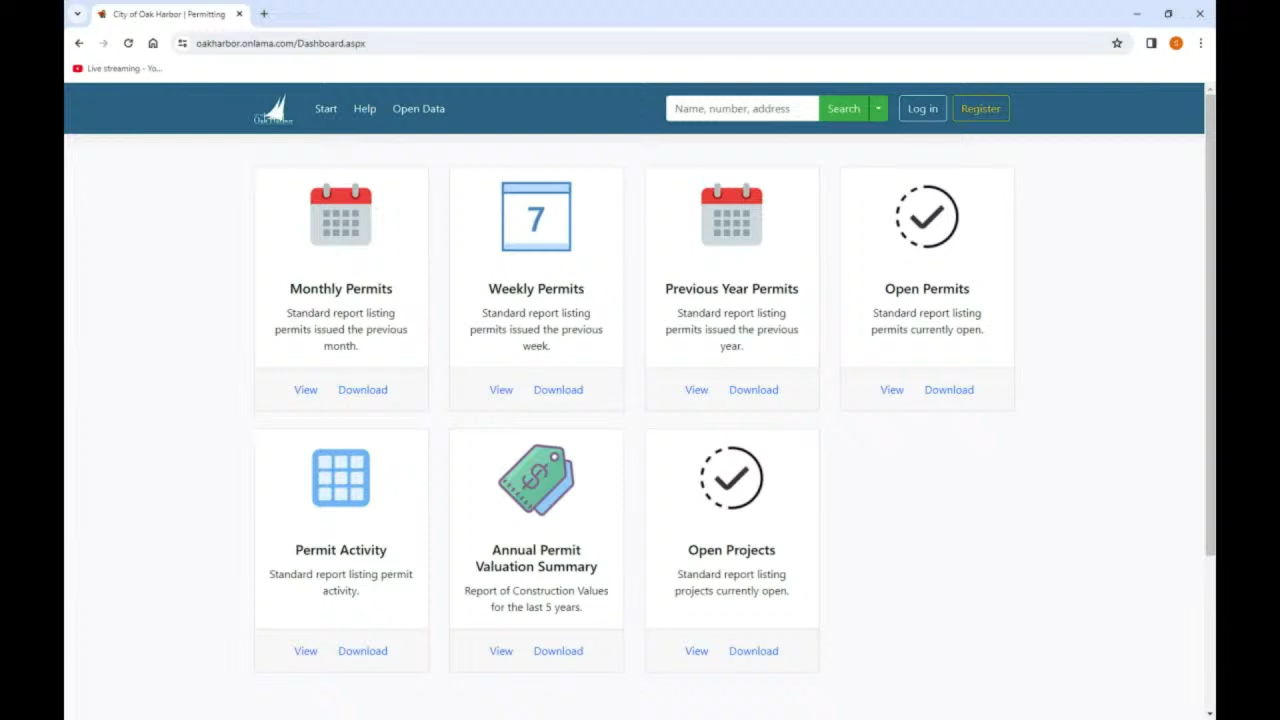 City of Oak Harbor | Permitting
oakharbor.onlama.com/Dashboard.aspx
S
Live streaming - Yo...
Oak Harbor
Start
Help
Open Data
Name, number, address
Search
Log in
Register
7
Monthly Permits
Standard report listing
permits issued the previous
month.
View
Download
Weekly Permits
Standard report listing
permits issued the previous
week.
View
Download
Previous Year Permits
Standard report listing
permits issued the previous
year.
View
Download
Open Permits
Standard report listing
permits currently open.
View
Download
Permit Activity
Standard report listing permit
activity.
View
Download
$
Annual Permit
Valuation Summary
Report of Construction Values
for the last 5 years.
View
Download
Open Projects
Standard report listing
projects currently open.
View
Download